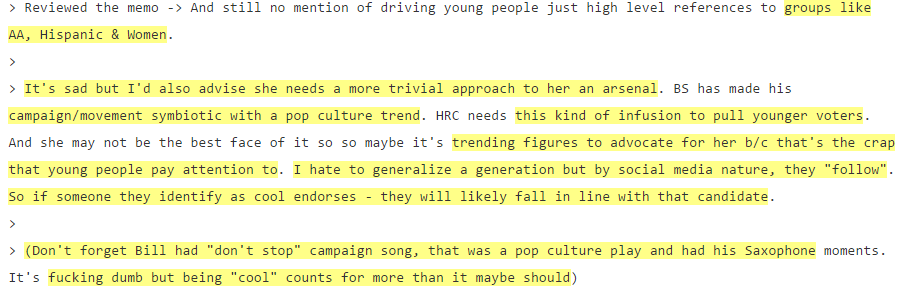 > Reviewed the memo -> And still no mention of driving young people just high level references to groups like
AA, Hispanic & Women.
>
> It's sad but I'd also advise she needs a more trivial approach to her an arsenal. BS has made his
campaign/movement symbiotic with a pop culture trend. HRC needs this kind of infusion to pull younger voters.
And she may not be the best face of it so so maybe it's trending figures to advocate for her b/c that's the crap
that young people pay attention to. I hate to generalize a generation but by social media nature, they "follow".
So if someone they identify as cool endorses - they will likely fall in line with that candidate.
>
> (Don't forget Bill had "don't stop" campaign song, that was a pop culture play and had his Saxophone moments.
It's fucking dumb but being "cool" counts for more than it maybe should)